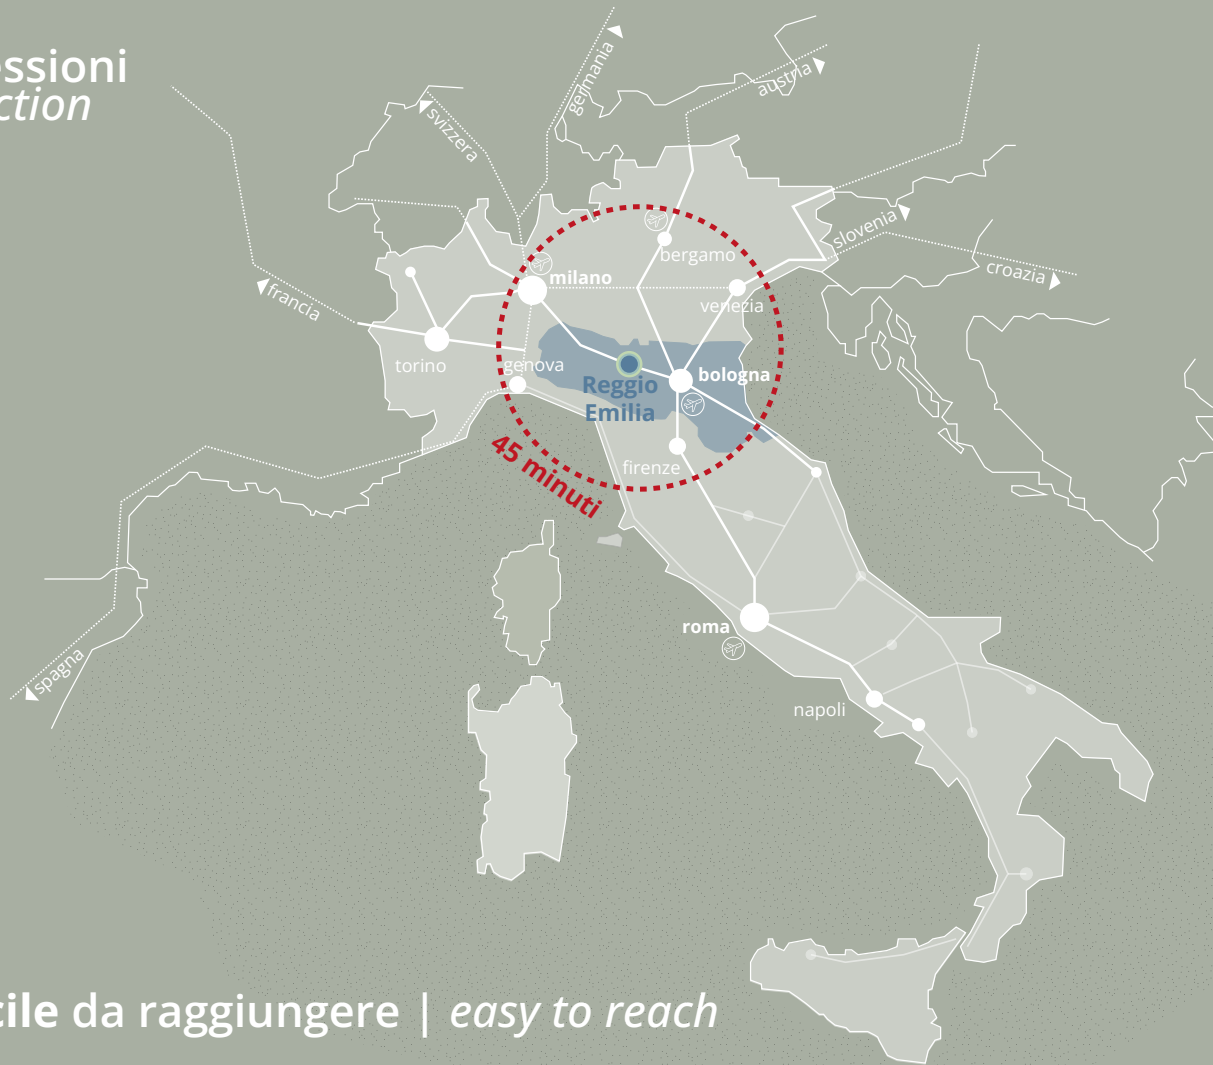 essioni
ction
germania
austria
svizzera
slovenia
bergamo
croazia
milano
francia
venezia
torino
genova
bologna
Reggio
Emilia
45 minuti
firenze
roma
spagna
napoli
cile da raggiungere | easy to reach